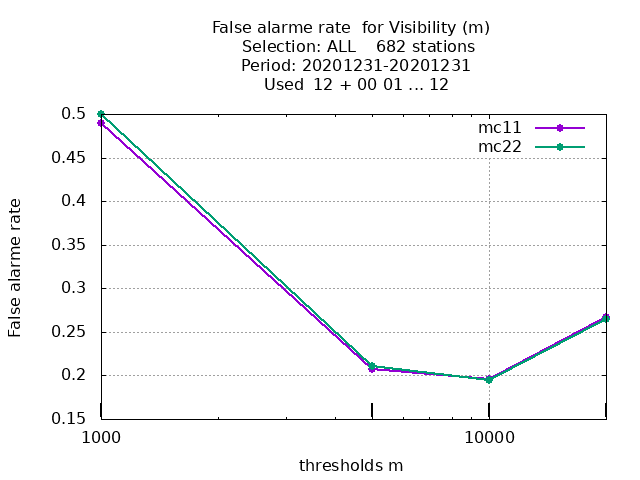 False alarme rate  for Visibility (m)
Selection: ALL    682 stations
Period: 20201231-20201231
Used  12 + 00 01 ... 12
mc11
mc22
0.5
0.45
0.4
0.35
0.3
0.25
0.2
0.15
False alarme rate
1000
10000
thresholds m